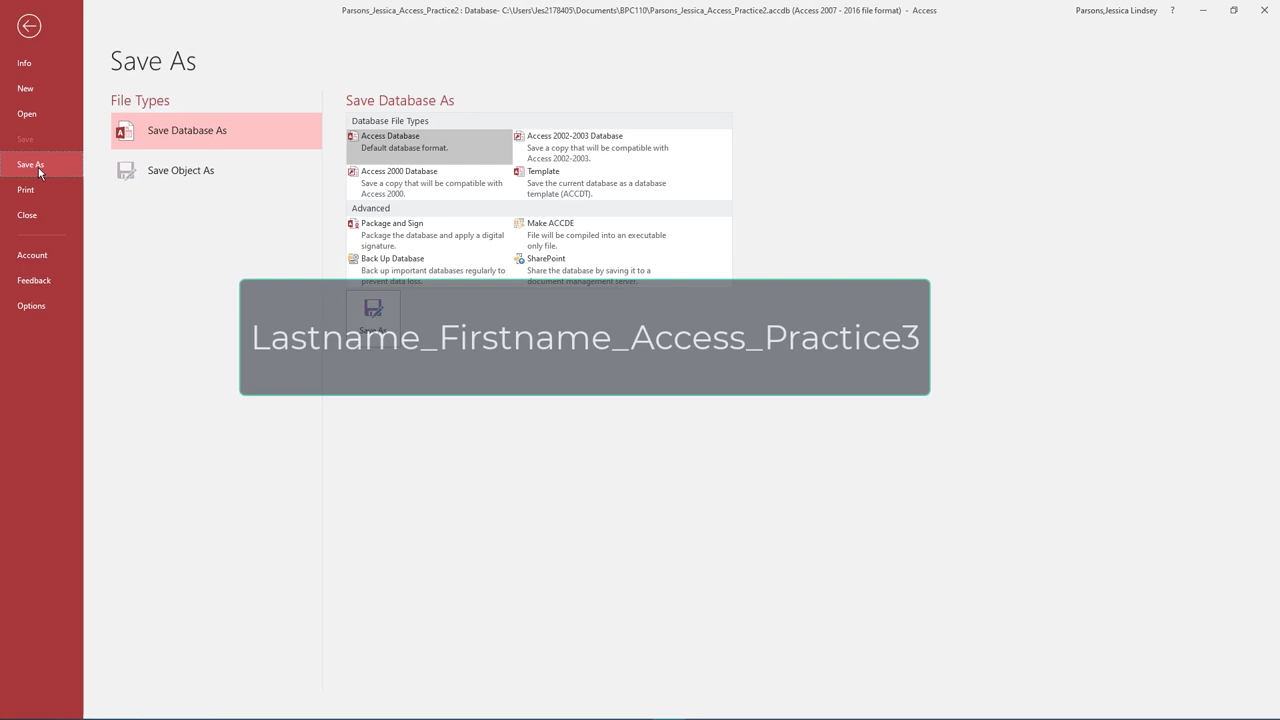 Parsons_Jessica_Access_Practice2 : Database- C:\Users\Jes2178405\Documents\BPC110\Parsons_Jessica_Access_Practice2.accdb (Access 2007 - 2016 file format) - Access
Parsons,Jessica Lindsey
?
Info
New
Open
Save
Save As
Print
Close
Account
Feedback
Options
Save As
File Types
Save Database As
Save Object As
Save Database As
Database File Types
Access Database
Default database format.
Access 2002-2003 Database
Save a copy that will be compatible with
Access 2002-2003.
Access 2000 Database
Save a copy that will be compatible with
Access 2000.
Template
Save the current database as a database
template (ACCDT).
Advanced
Package and Sign
Package the database and apply a digital
signature.
Make ACCDE
File will be compiled into an executable
only file.
Back Up Database
Back up important databases regularly to
prevent data loss.
SharePoint
Share the database by saving it to a
document management server.
Save As
Lastname_Firstname_Access_Practice3